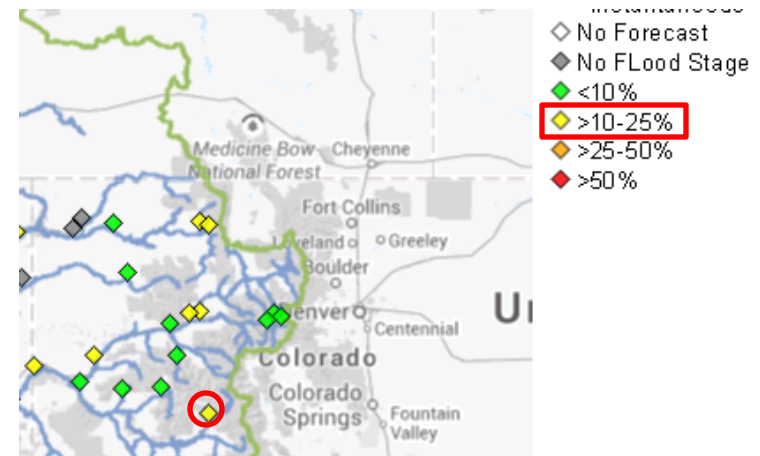 No Forecast
No FLood Stage
<10%
>10-25%
>25-50%
>50%
Medicine Bow
National Forest
Cheyenne
Fort Collins
Loveland
Greeley
Boulder
Denver
Centennial
Colorado
Colorado
Springs
Fountain
Valley